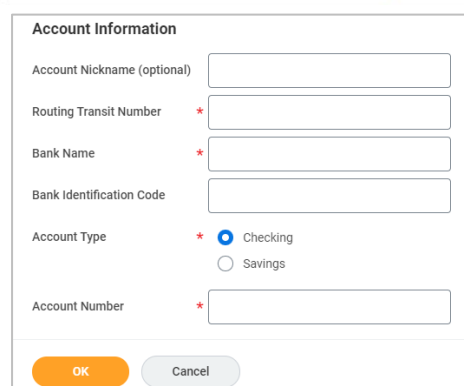 Account Information
Account Nickname (optional)
Routing Transit Number *
Bank Name *
Bank Identification Code
Account Type * Checking
Savings
Account Number *
OK Cancel